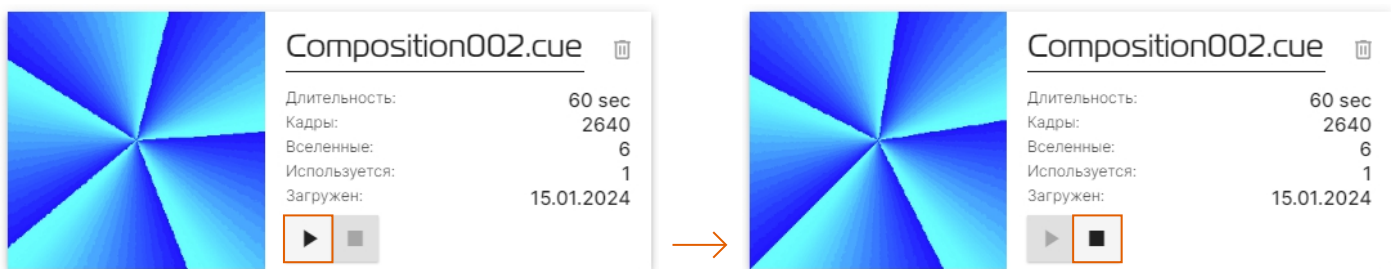 Composition002.cue
Длительность: 60 sec
Кадры: 2640
Вселенные: 6
Используется: 1
Загружен: 15.01.2024
Composition002.cue
Длительность: 60 sec
Кадры: 2640
Вселенные: 6
Используется: 1
Загружен: 15.01.2024